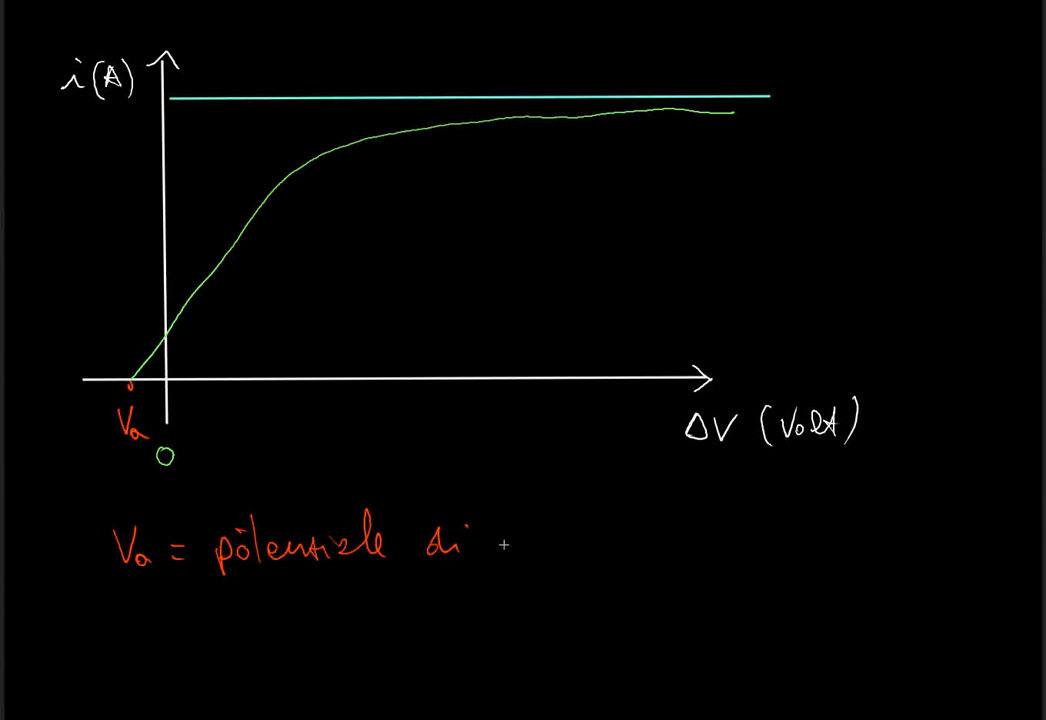 i(A)
ΔV (Volt)
Va
0
Va = potenziale di